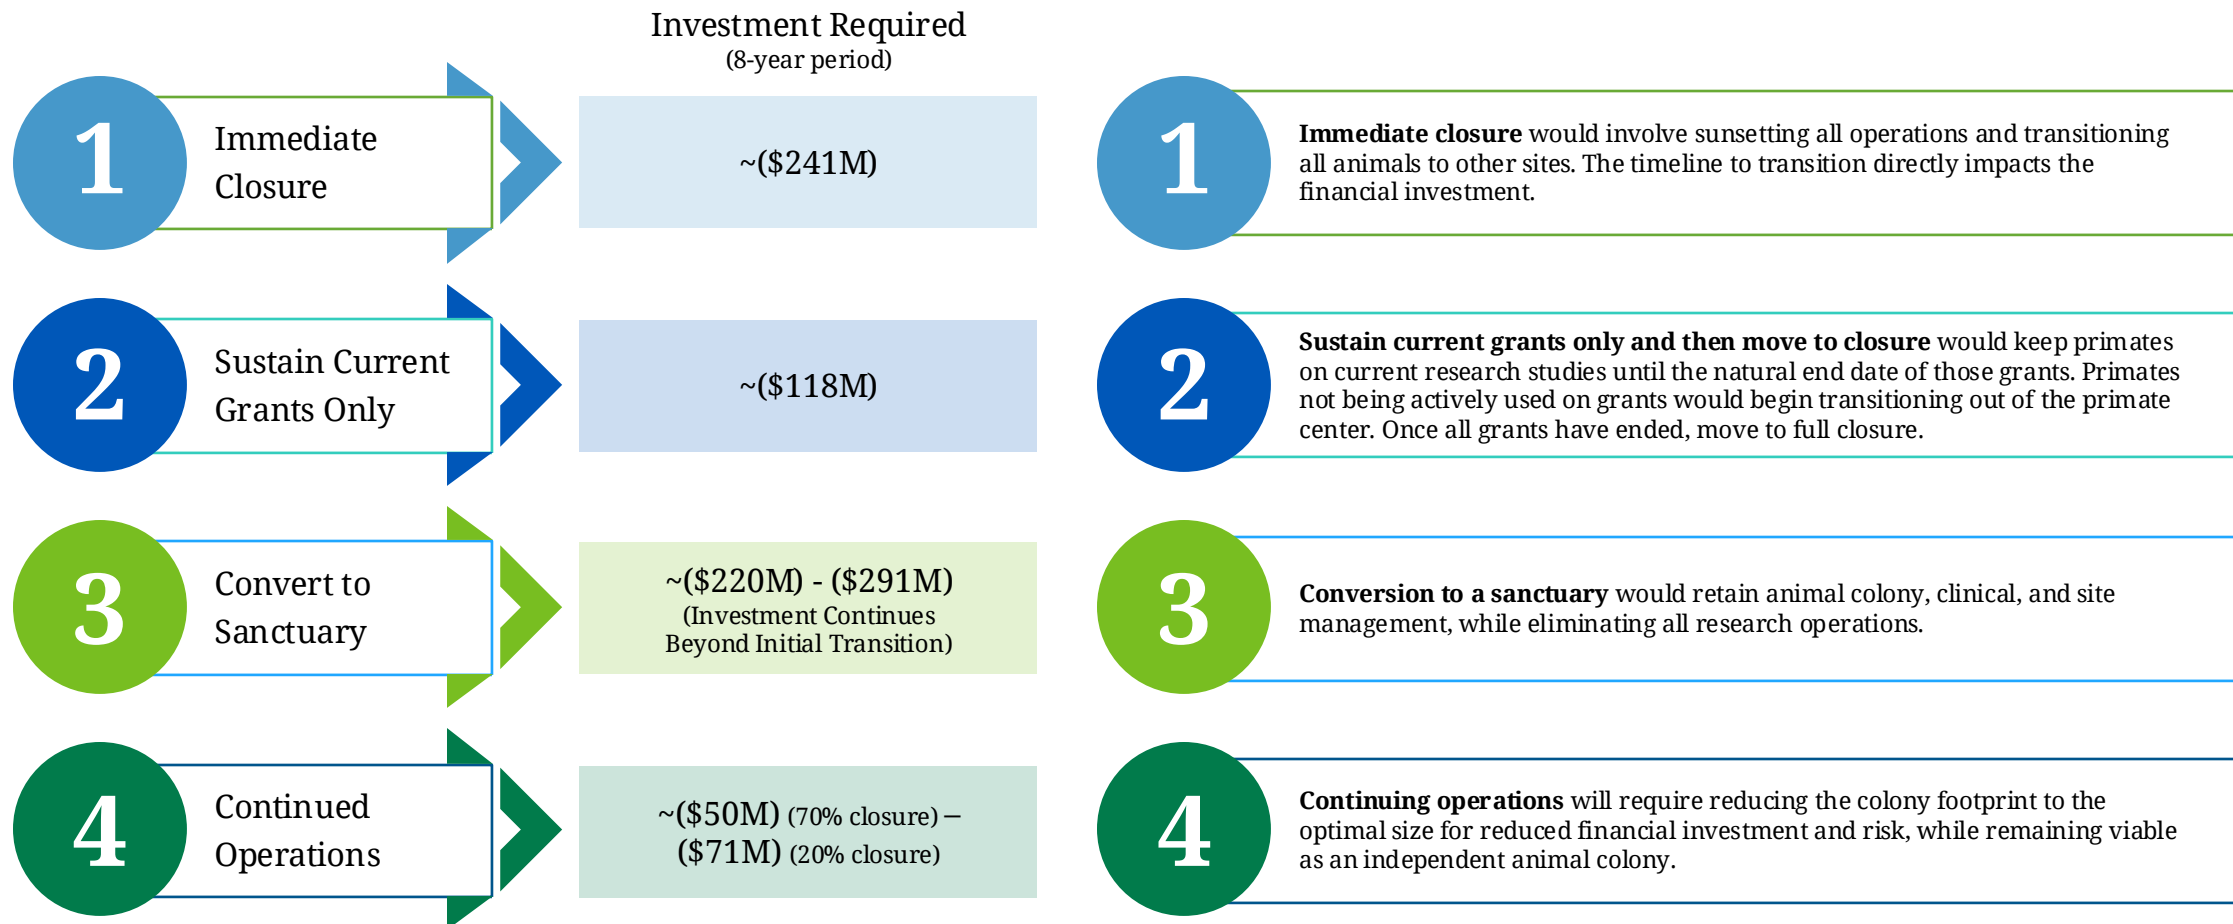 Investment Required
(8-year period)
1
Immediate
Closure
~($241M)
1
Immediate closure would involve sunsetting all operations and transitioning
all animals to other sites. The timeline to transition directly impacts the
financial investment.
2
Sustain Current
Grants Only
~($118M)
2
Sustain current grants only and then move to closure would keep primates
on current research studies until the natural end date of those grants. Primates
not being actively used on grants would begin transitioning out of the primate
center. Once all grants have ended, move to full closure.
3
Convert to
Sanctuary
~($220M) - ($291M)
(Investment Continues
Beyond Initial Transition)
3
Conversion to a sanctuary would retain animal colony, clinical, and site
management, while eliminating all research operations.
4
Continued
Operations
~($50M) (70% closure) –
($71M) (20% closure)
4
Continuing operations will require reducing the colony footprint to the
optimal size for reduced financial investment and risk, while remaining viable
as an independent animal colony.